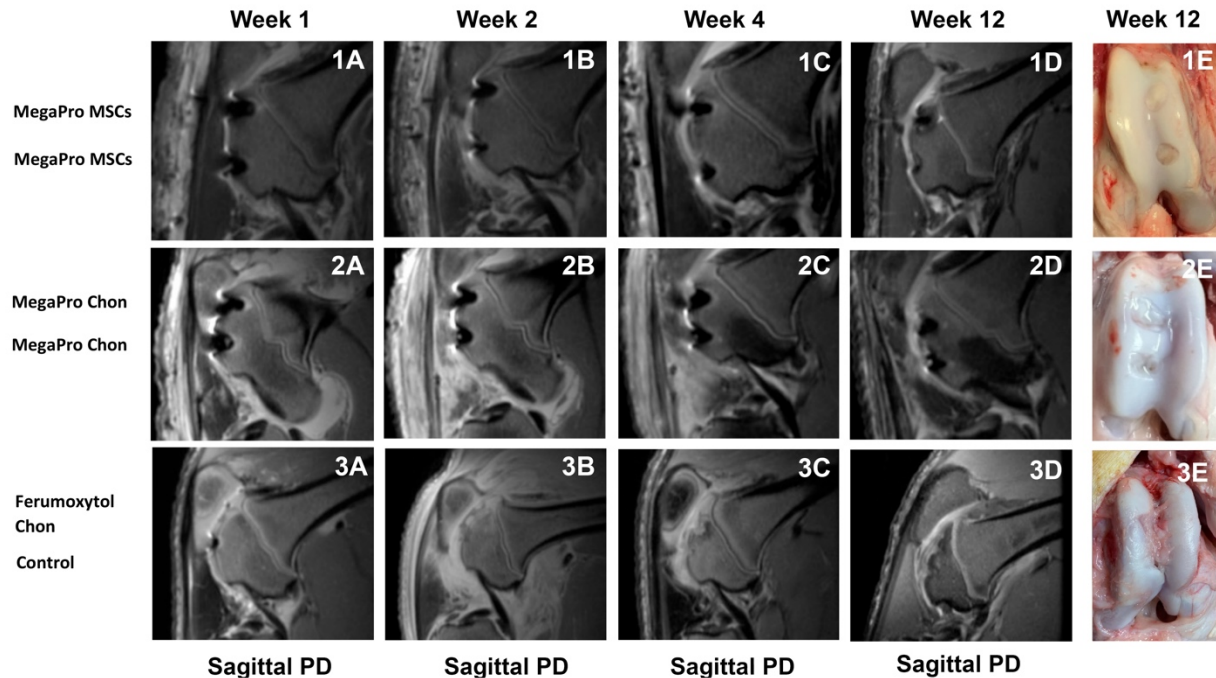 Week 1 Week 2 Week 4 Week 12 Week 12
1A 1B 1C 1D 1E
MegaPro MSCs
MegaPro MSCs
2A 2B 2C 2D 2E
MegaPro Chon
MegaPro Chon
3A 3B 3C 3D 3E
Ferumoxytol
Chon
Control
Sagittal PD Sagittal PD Sagittal PD Sagittal PD